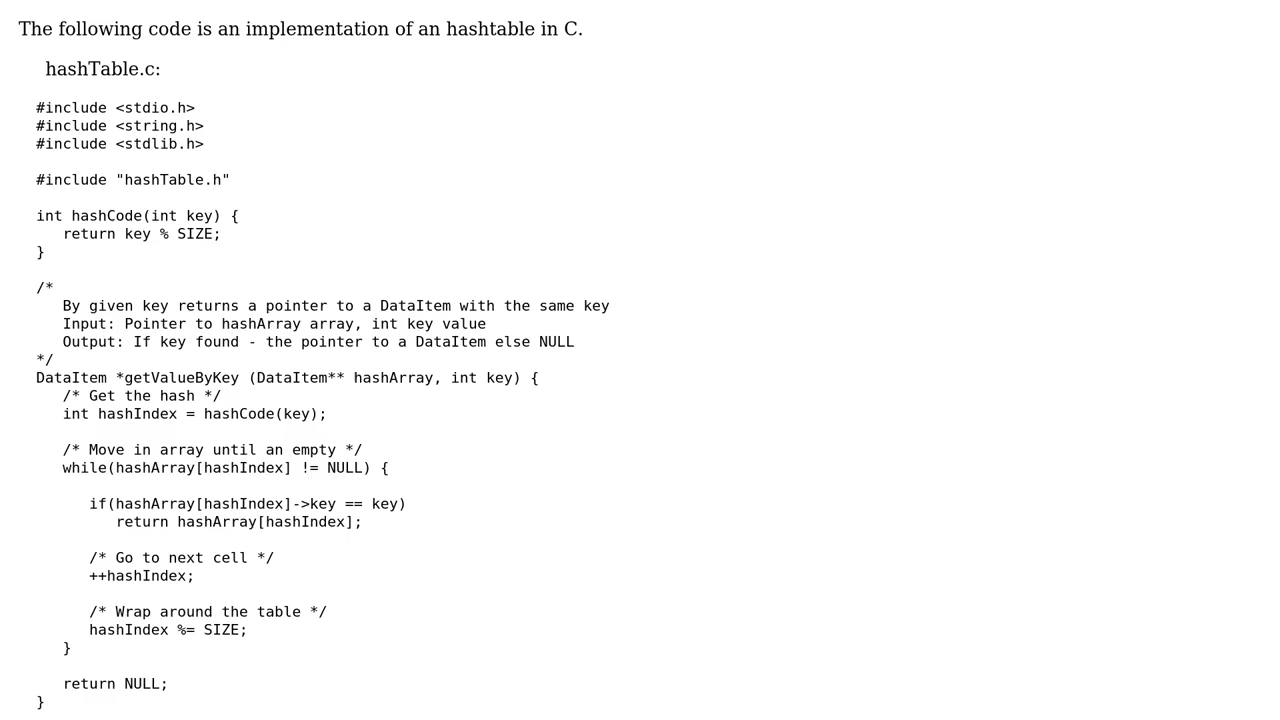 The following code is an implementation of an hashtable in C.
hashTable.c:
#include <stdio.h>
#include <string.h>
#include <stdlib.h>
#include "hashTable.h"
int hashCode(int key) {
return key % SIZE;
}
/*
By given key returns a pointer to a DataItem with the same key
Input: Pointer to hashArray array, int key value
Output: If key found - the pointer to a DataItem else NULL
*/
DataItem *getValueByKey (DataItem** hashArray, int key) {
/* Get the hash */
int hashIndex = hashCode(key);
/* Move in array until an empty */
while(hashArray[hashIndex] != NULL) {
if(hashArray[hashIndex]->key == key)
return hashArray[hashIndex];
/* Go to next cell */
++hashIndex;
/* Wrap around the table */
hashIndex %= SIZE;
}
return NULL;
}